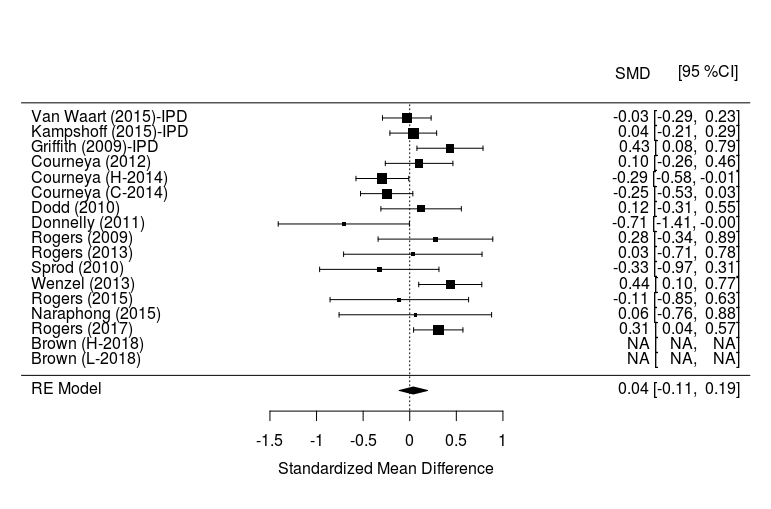 SMD [95 %CI]
Van Waart (2015)-IPD -0.03 [-0.29, 0.23]
Kampshoff (2015)-IPD 0.04 [-0.21, 0.29]
Griffith (2009)-IPD 0.43 [ 0.08, 0.79]
Courneya (2012) 0.10 [-0.26, 0.46]
Courneya (H-2014) -0.29 [-0.58, -0.01]
Courneya (C-2014) -0.25 [-0.53, 0.03]
Dodd (2010) 0.12 [-0.31, 0.55]
Donnelly (2011) -0.71 [-1.41, -0.00]
Rogers (2009) 0.28 [-0.34, 0.89]
Rogers (2013) 0.03 [-0.71, 0.78]
Sprod (2010) -0.33 [-0.97, 0.31]
Wenzel (2013) 0.44 [ 0.10, 0.77]
Rogers (2015) -0.11 [-0.85, 0.63]
Naraphong (2015) 0.06 [-0.76, 0.88]
Rogers (2017) 0.31 [ 0.04, 0.57]
Brown (H-2018) NA [ NA, NA]
Brown (L-2018) NA [ NA, NA]
RE Model 0.04 [-0.11, 0.19]
-1.5 -1 -0.5 0 0.5 1
Standardized Mean Difference